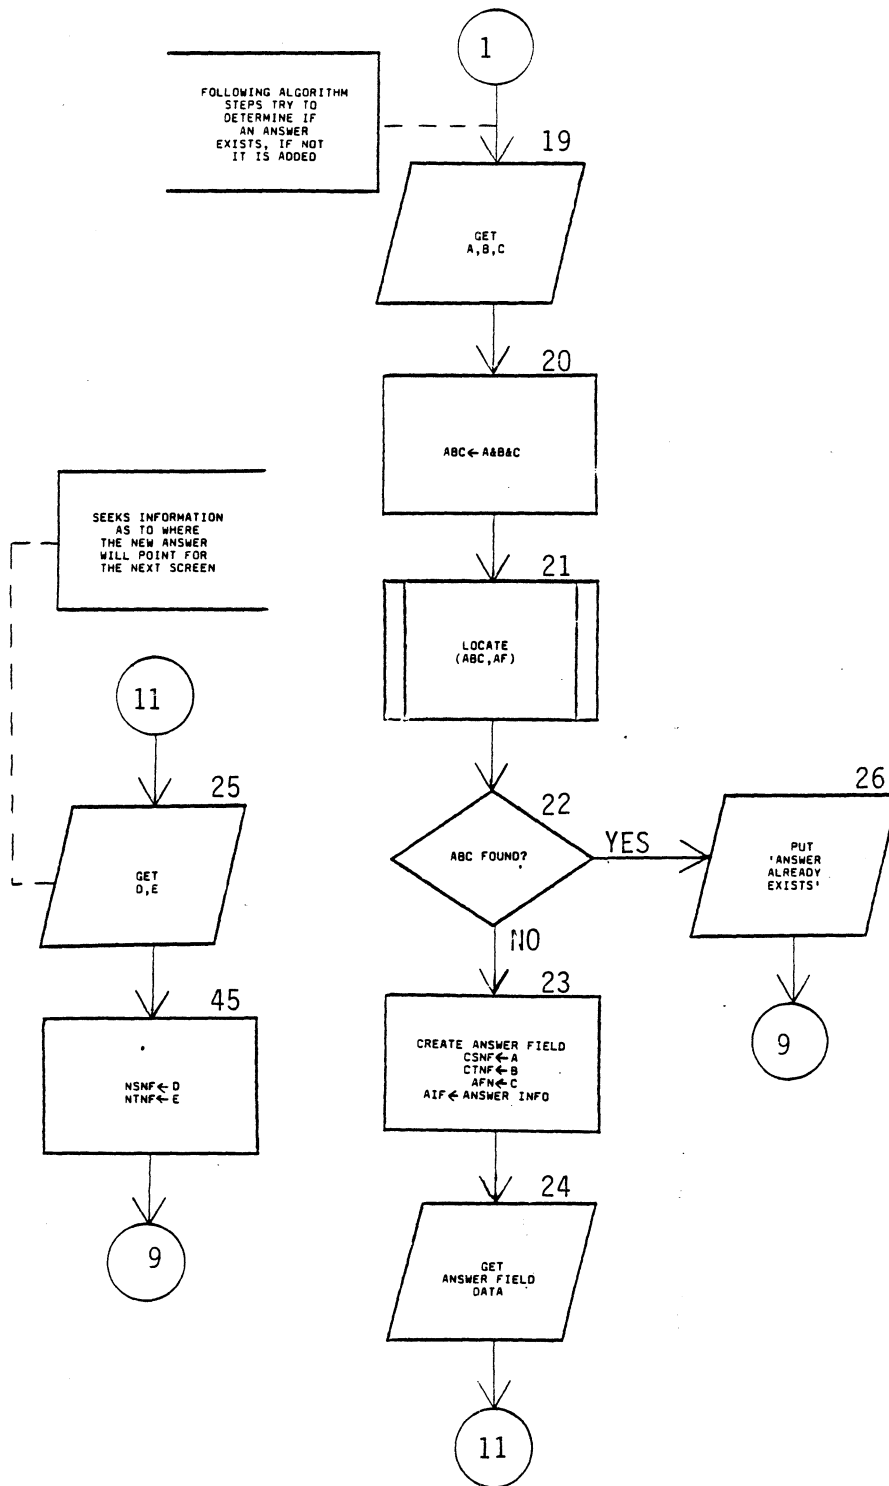 1
FOLLOWING ALGORITHM
STEPS TRY TO
DETERMINE IF
AN ANSWER
EXISTS, IF NOT
IT IS ADDED
19
GET
A,B,C
20
ABC←A&B&C
SEEKS INFORMATION
AS TO WHERE
THE NEW ANSWER
WILL POINT FOR
THE NEXT SCREEN
21
LOCATE
(ABC,AF)
11
25
GET
D,E
22
ABC FOUND?
YES
26
PUT
'ANSWER
ALREADY
EXISTS'
NO
9
45
NSNF←D
NTNF←E
9
23
CREATE ANSWER FIELD
CSNF←A
CTNF←B
AFN←C
AIF←ANSWER INFO
24
GET
ANSWER FIELD
DATA
11